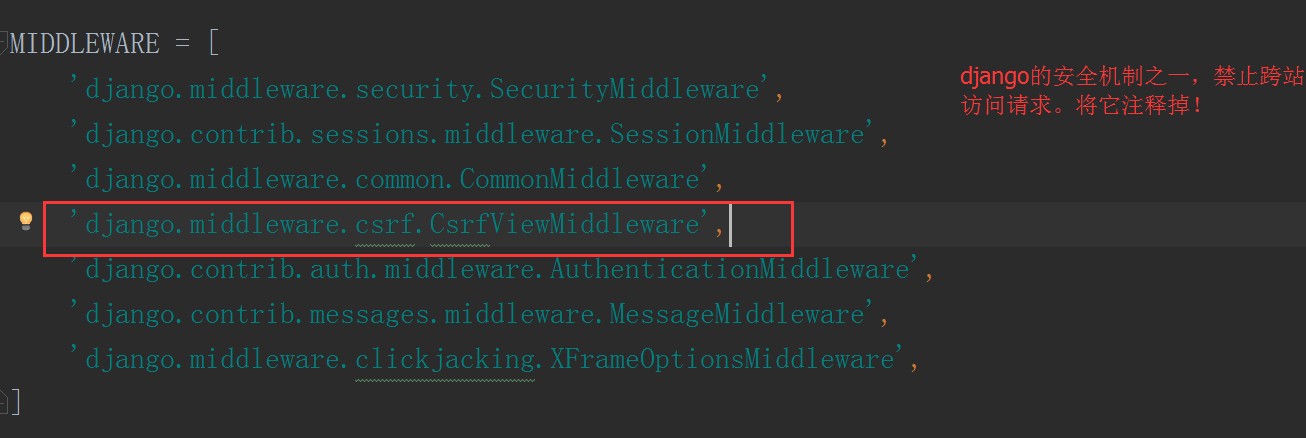 MIDDLEWARE = [
'django.middleware.security.SecurityMiddleware',
'django.contrib.sessions.middleware.SessionMiddleware',
'django.middleware.common.CommonMiddleware',
'django.middleware.csrf.CsrfViewMiddleware',
'django.contrib.auth.middleware.AuthenticationMiddleware',
'django.contrib.messages.middleware.MessageMiddleware',
'django.middleware.clickjacking.XFrameOptionsMiddleware',
]
django的安全机制之一，禁止跨站
访问请求。将它注释掉！